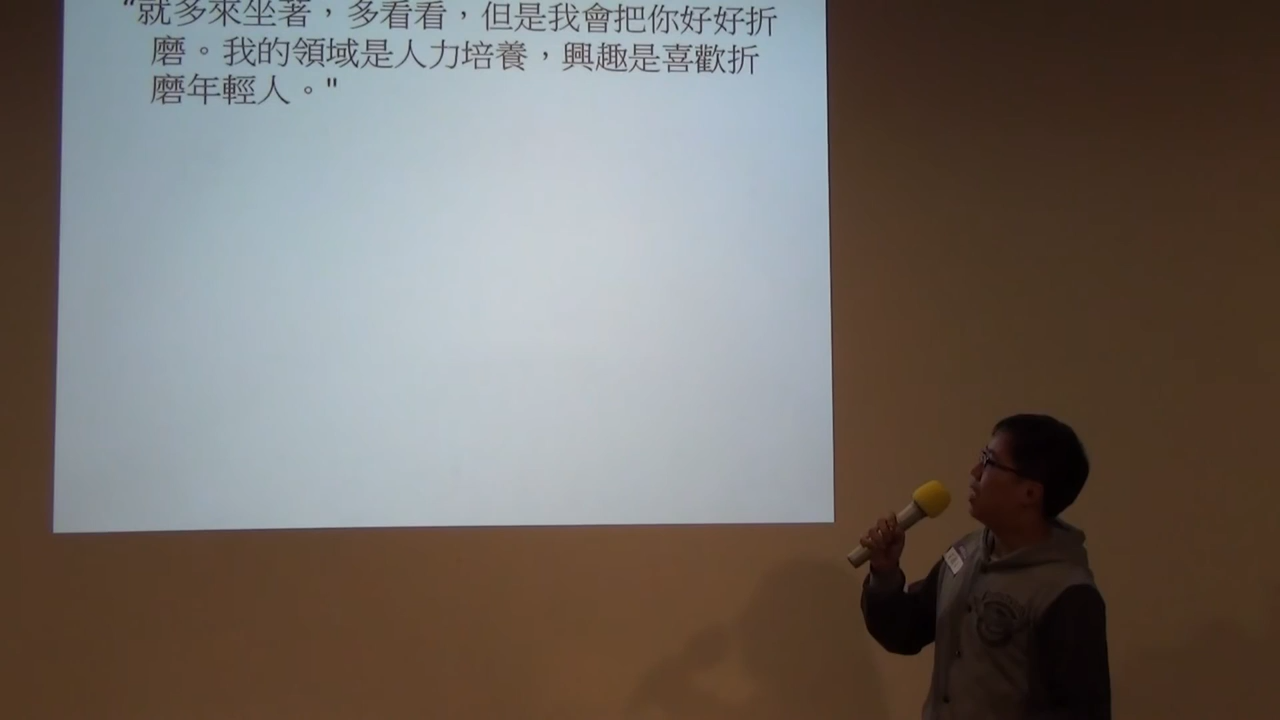 "就多來坐著，多看看，但是我會把你好好折
磨。我的領域是人力培養，興趣是喜歡折
磨年輕人。"